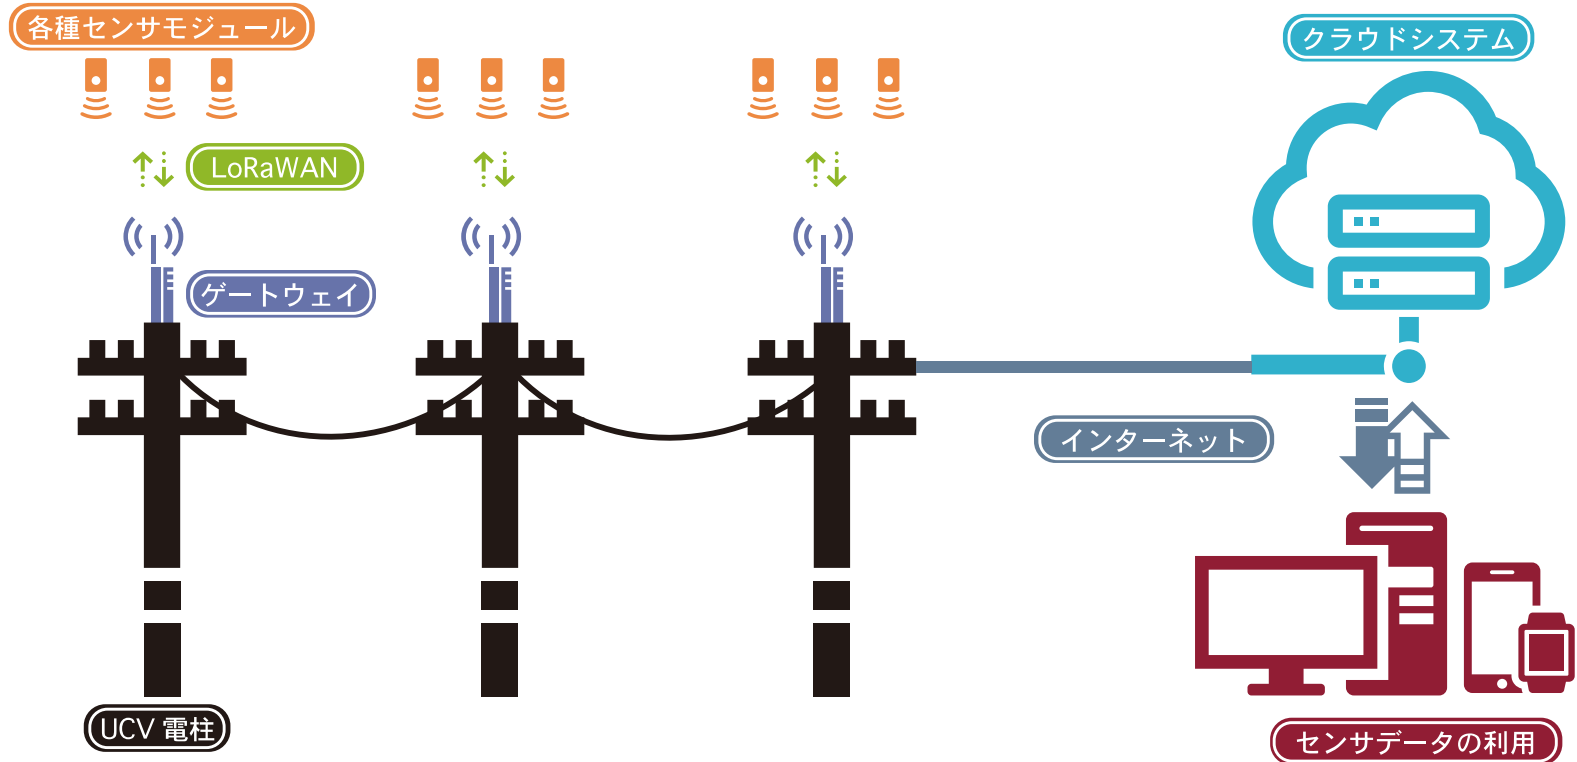 各種センサモジュール
クラウドシステム
LoRaWAN
ゲートウェイ
インターネット
UCV 電柱
センサデータの利用